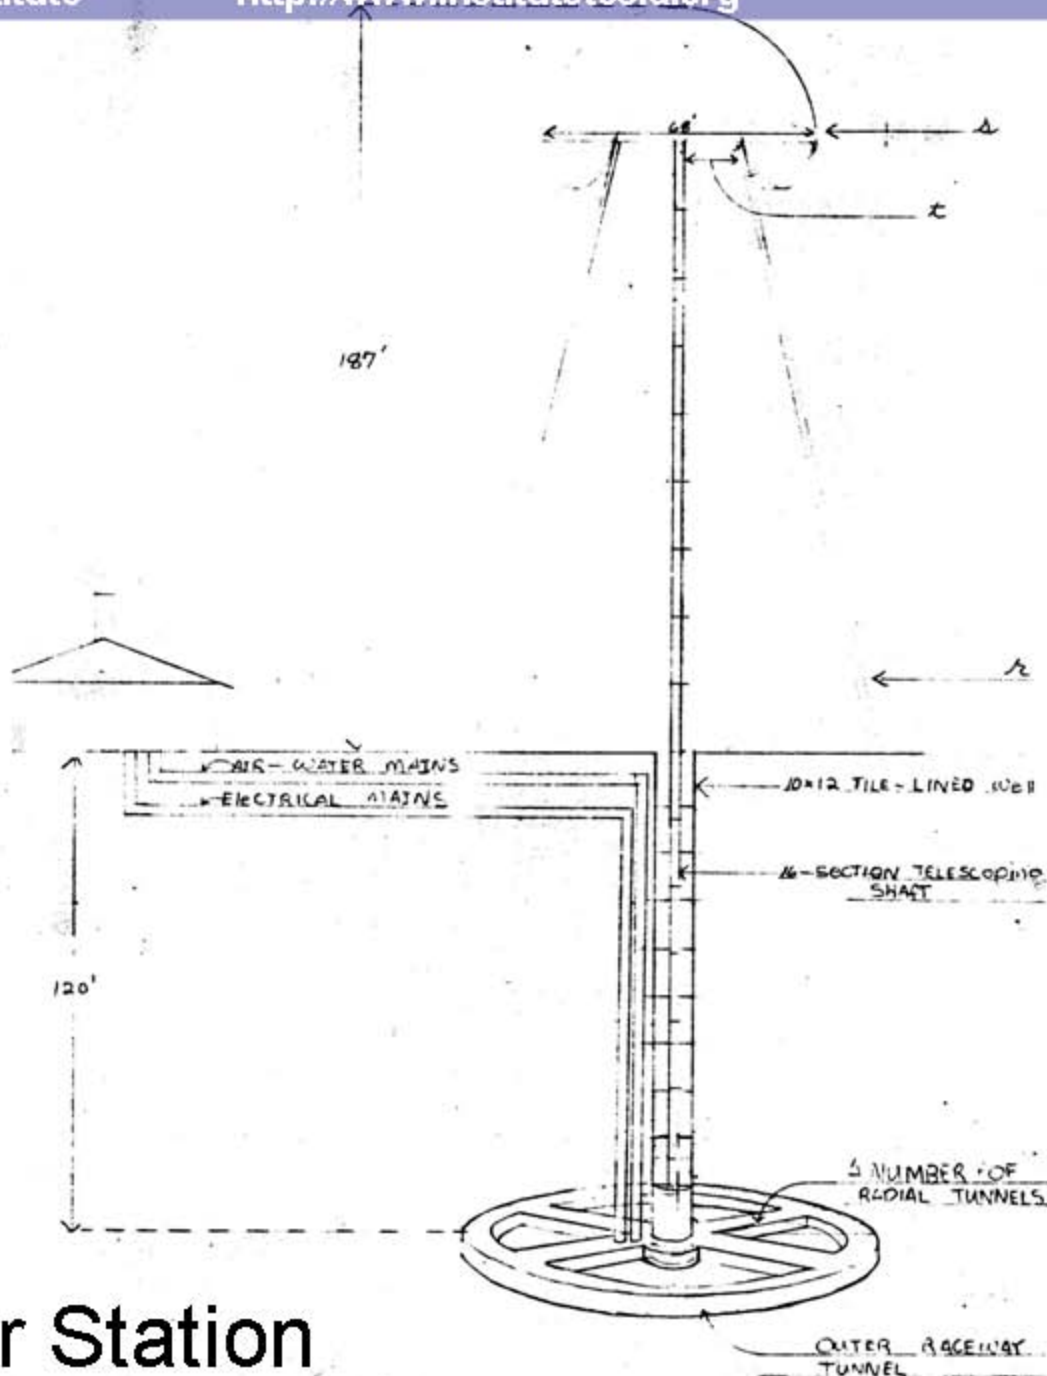 68'
s
t
187'
r
AIR-WATER MAINS
ELECTRICAL MAINS
10x12 TILE-LINED Well
16-SECTION TELESCOPING
SHAFT
120'
NUMBER OF
RADIAL TUNNELS
r Station
OUTER RACEWAY
TUNNEL